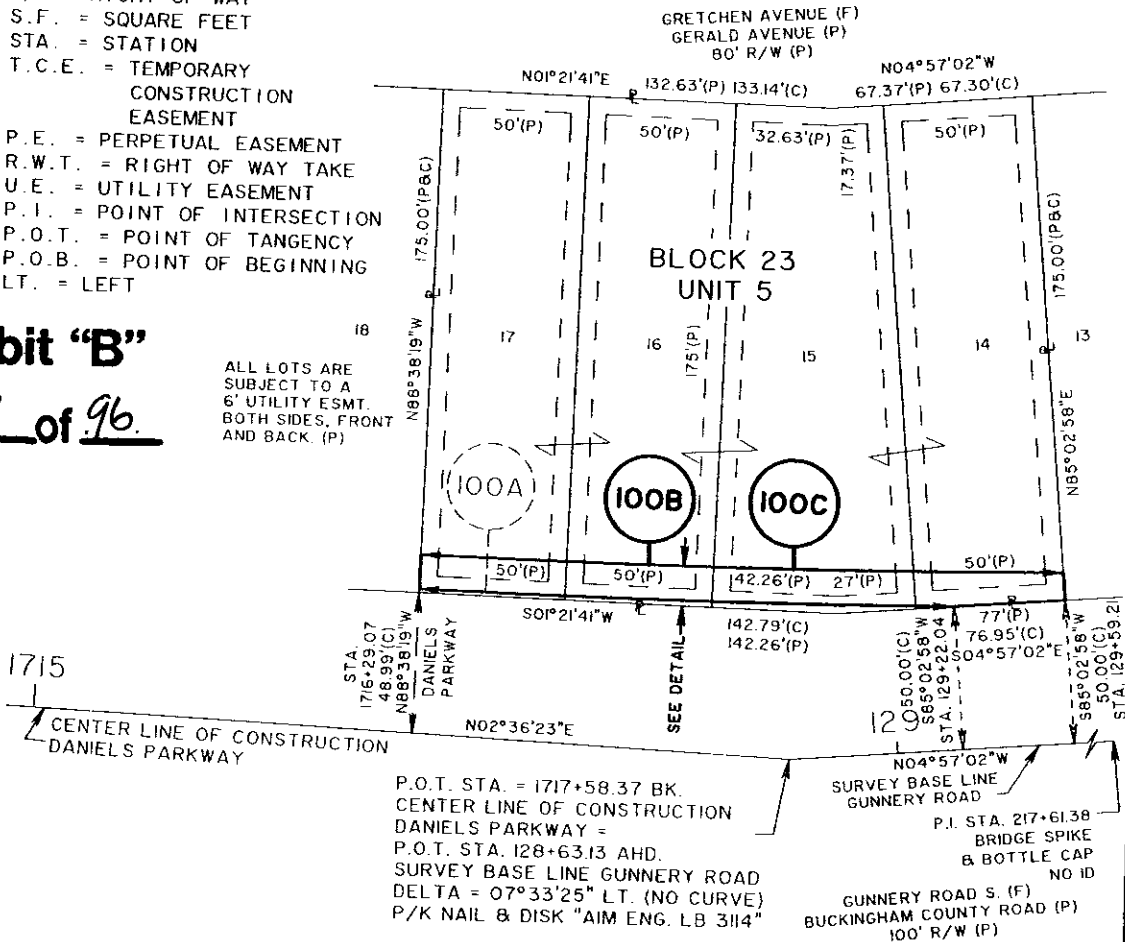 S.F. = SQUARE FEET
STA. = STATION
T.C.E. = TEMPORARY
CONSTRUCTION
EASEMENT
P.E. = PERPETUAL EASEMENT
R.W.T. = RIGHT OF WAY TAKE
U.E. = UTILITY EASEMENT
P.I. = POINT OF INTERSECTION
P.O.T. = POINT OF TANGENCY
P.O.B. = POINT OF BEGINNING
LT. = LEFT
bit “B”
of 96.
ALL LOTS ARE
SUBJECT TO A
6' UTILITY ESMT.
BOTH SIDES, FRONT
AND BACK. (P)
GRETCHEN AVENUE (F)
GERALD AVENUE (P)
80' R/W (P)
N01°21'41"E
132.63'(P) 133.14'(C)
N04°57'02"W
67.37'(P) 67.30'(C)
50'(P)
50'(P)
32.63'(P)
17.37'(P)
50'(P)
175.00'(P&C)
N88°38'19"W
BLOCK 23
UNIT 5
175'(P)
175.00'(P&C)
N85°02'58"E
18
17
16
15
14
13
100A
100B
100C
50'(P)
50'(P)
42.26'(P)
27'(P)
50'(P)
S01°21'41"W
142.79'(C)
142.26'(P)
77'(P)
76.95'(C)
S04°57'02"E
STA.
1716+29.07
48.99'(C)
N88°38'19"W
DANIELS
PARKWAY
SEE DETAIL
50.00'(C)
S85°02'58"W
STA. 129+22.04
S85°02'58"W
50.00'(C)
STA. 129+59.21
1715
129
CENTER LINE OF CONSTRUCTION
DANIELS PARKWAY
N02°36'23"E
N04°57'02"W
SURVEY BASE LINE
GUNNERY ROAD
P.O.T. STA. = 1717+58.37 BK.
CENTER LINE OF CONSTRUCTION
DANIELS PARKWAY =
P.O.T. STA. 128+63.13 AHD.
SURVEY BASE LINE GUNNERY ROAD
DELTA = 07°33'25" LT. (NO CURVE)
P/K NAIL & DISK "AIM ENG. LB 3114"
P.I. STA. 217+61.38
BRIDGE SPIKE
& BOTTLE CAP
NO ID
GUNNERY ROAD S. (F)
BUCKINGHAM COUNTY ROAD (P)
100' R/W (P)